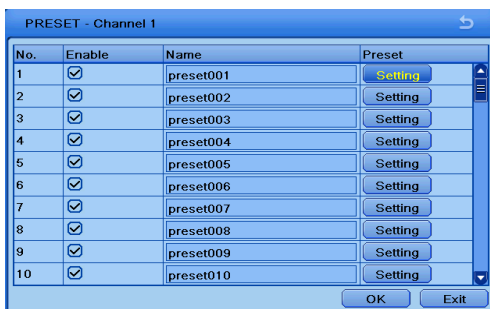 PRESET - Channel 1
No. Enable Name Preset
1 preset001 Setting
2 preset002 Setting
3 preset003 Setting
4 preset004 Setting
5 preset005 Setting
6 preset006 Setting
7 preset007 Setting
8 preset008 Setting
9 preset009 Setting
10 preset010 Setting
OK Exit